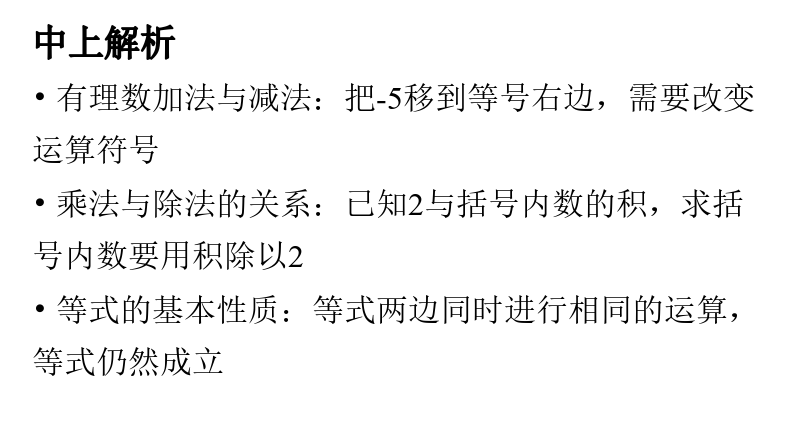 中上解析
• 有理数加法与减法：把-5移到等号右边，需要改变
运算符号
• 乘法与除法的关系：已知2与括号内数的积，求括
号内数要用积除以2
• 等式的基本性质：等式两边同时进行相同的运算，
等式仍然成立